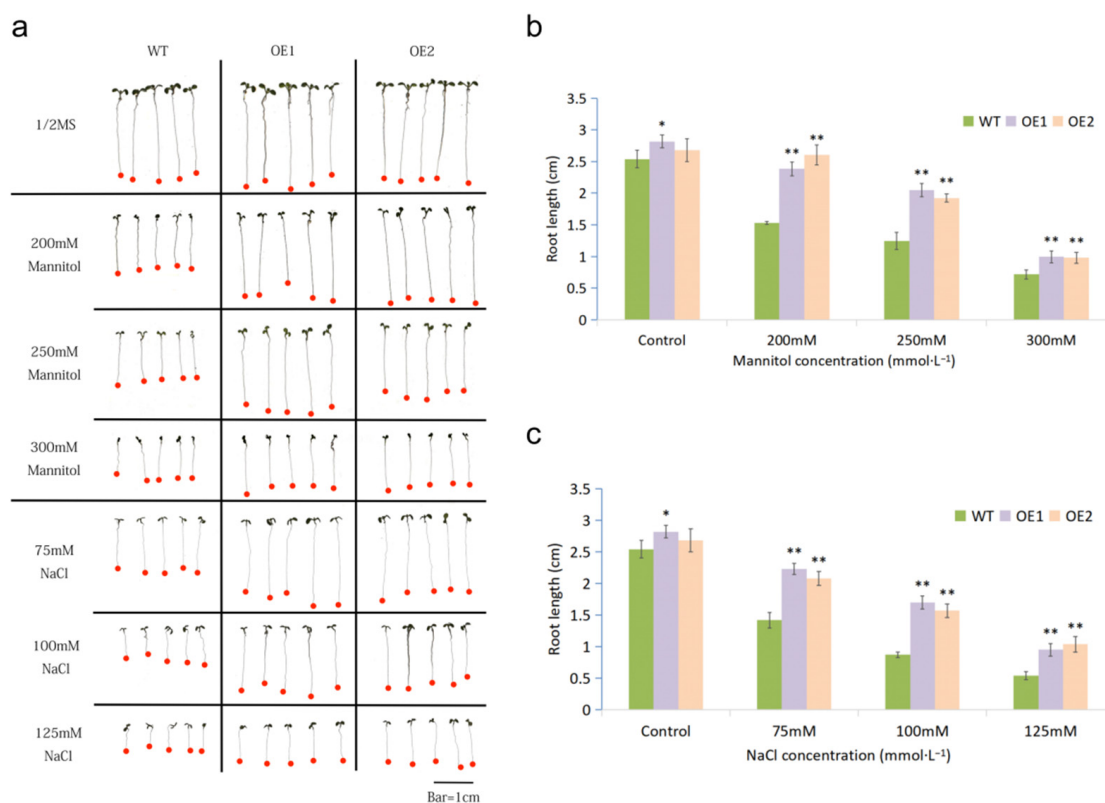 a
WT OE1 OE2
1/2MS
200mM
Mannitol
250mM
Mannitol
300mM
Mannitol
75mM
NaCl
100mM
NaCl
125mM
NaCl
Bar=1cm
b
3.5
3
2.5
2
1.5
1
0.5
0
Root length (cm)
WT OE1 OE2
*
** **
** **
** **
Control 200mM 250mM 300mM
Mannitol concentration (mmol·L⁻¹)
c
3.5
3
2.5
2
1.5
1
0.5
0
Root length (cm)
WT OE1 OE2
*
** **
** **
** **
Control 75mM 100mM 125mM
NaCl concentration (mmol·L⁻¹)